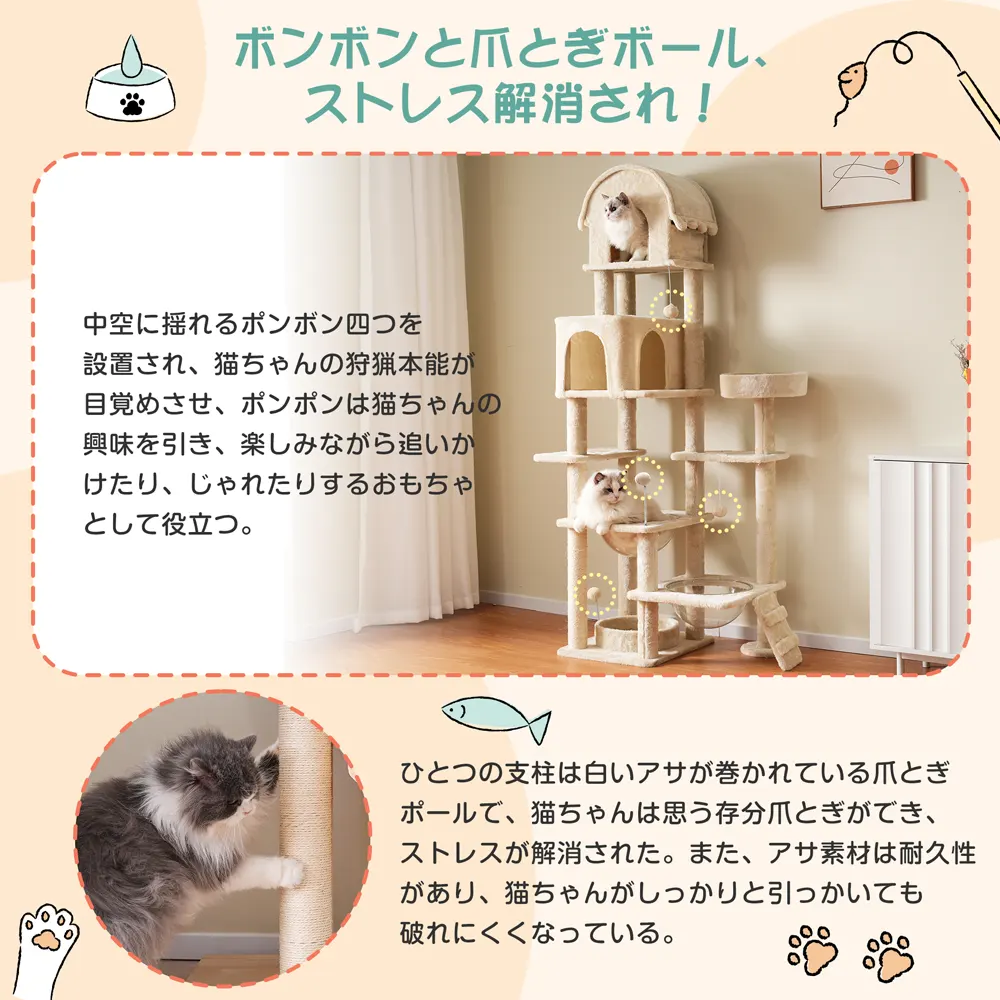 ボンボンと爪とぎボール、
ストレス解消され！
中空に揺れるポンポン四つを
設置され、猫ちゃんの狩猟本能が
目覚めさせ、ポンポンは猫ちゃんの
興味を引き、楽しみながら追いか
けたり、じゃれたりするおもちゃ
として役立つ。
ひとつの支柱は白いアサが巻かれている爪とぎ
ポールで、猫ちゃんは思う存分爪とぎができ、
ストレスが解消された。また、アサ素材は耐久性
があり、猫ちゃんがしっかりと引っかいても
破れにくくなっている。